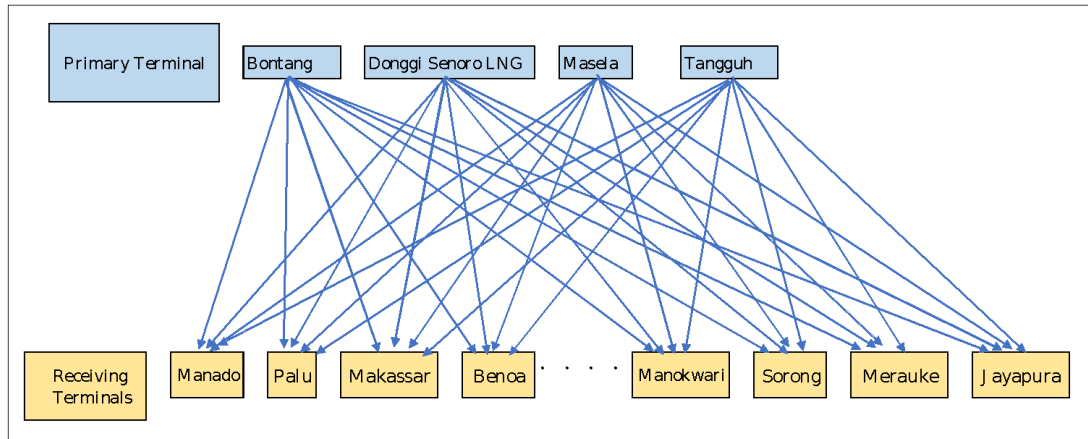 Primary Terminal
Bontang
Donggi Senoro LNG
Masela
Tangguh
Receiving
Terminals
Manado
Palu
Makassar
Benoa
. . . . .
Manokwari
Sorong
Merauke
Jayapura